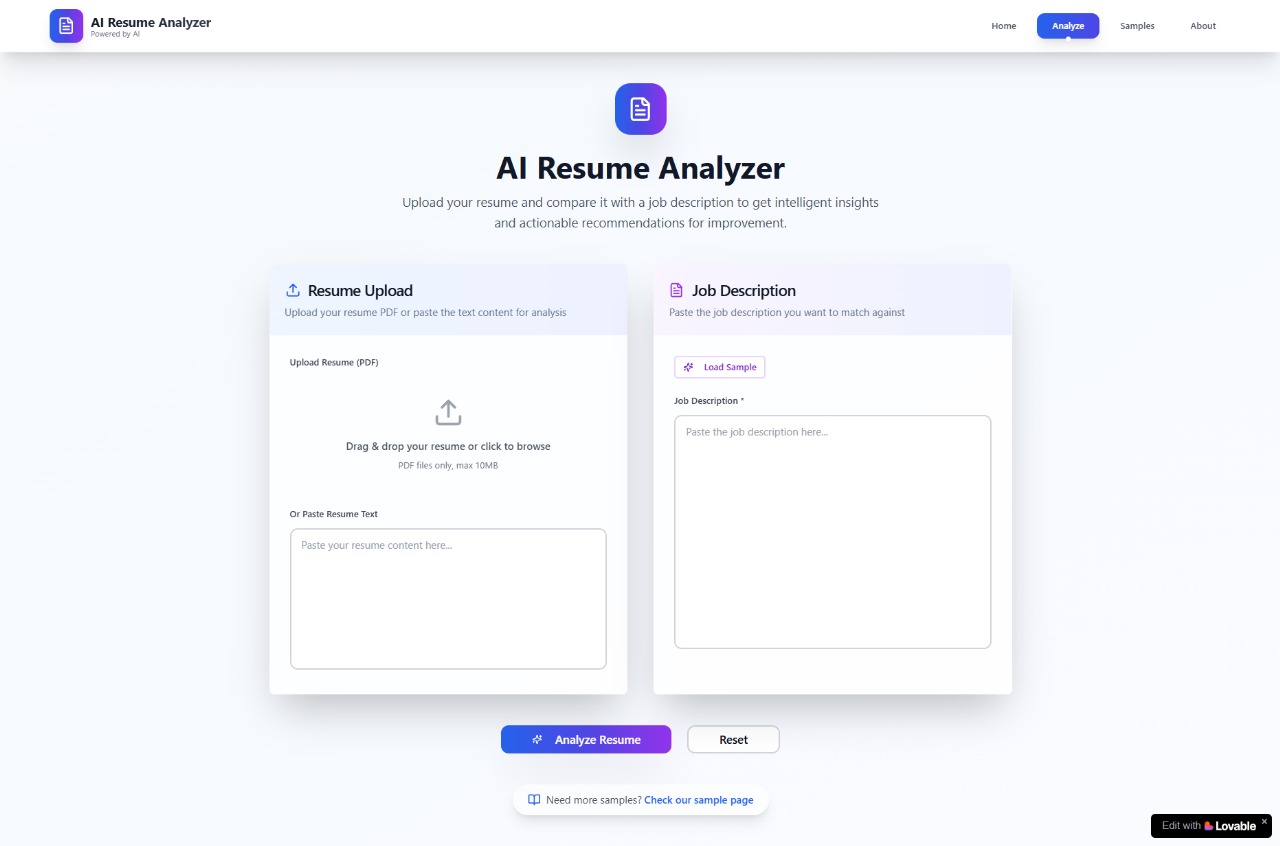 AI Resume Analyzer
Powered by AI
Home
Analyze
Samples
About
AI Resume Analyzer
Upload your resume and compare it with a job description to get intelligent insights
and actionable recommendations for improvement.
Resume Upload
Upload your resume PDF or paste the text content for analysis
Upload Resume (PDF)
Drag & drop your resume or click to browse
PDF files only, max 10MB
Or Paste Resume Text
Paste your resume content here...
Job Description
Paste the job description you want to match against
Load Sample
Job Description *
Paste the job description here...
Analyze Resume
Reset
Need more samples? Check our sample page
Edit with Lovable ×